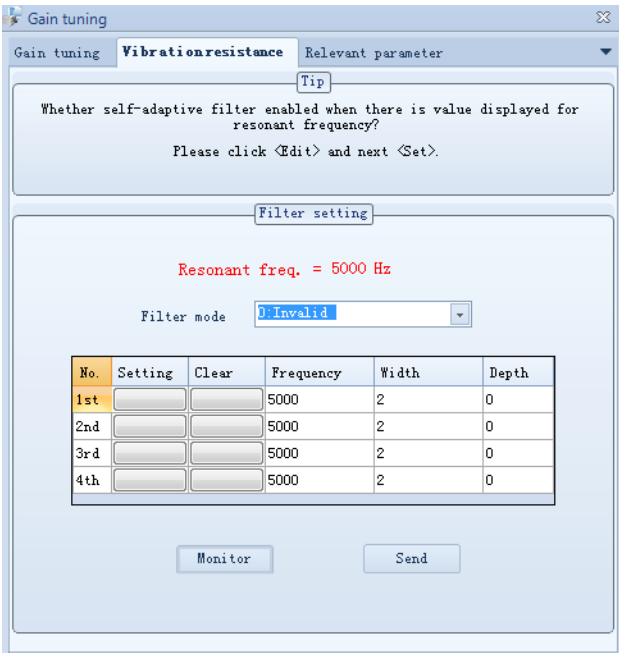 Gain tuning
Gain tuning Vibrationresistance Relevant parameter
Tip
Whether self-adaptive filter enabled when there is value displayed for
resonant frequency?
Please click <Edit> and next <Set>.
Filter setting
Resonant freq. = 5000 Hz
Filter mode 0:Invalid
No. Setting Clear Frequency Width Depth
1st 5000 2 0
2nd 5000 2 0
3rd 5000 2 0
4th 5000 2 0
Monitor Send